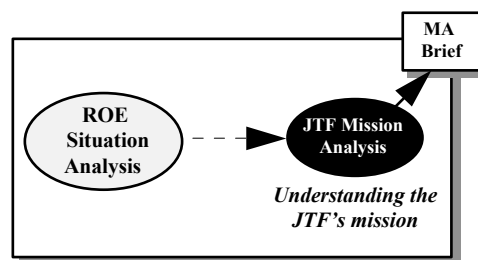 MA
Brief
ROE
Situation
Analysis
JTF Mission
Analysis
Understanding the
JTF's mission